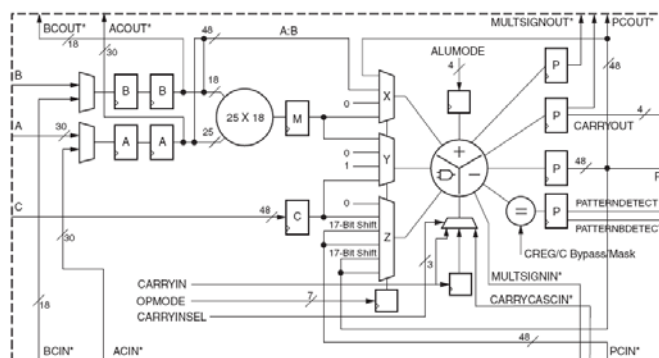 BCOUT* ACOUT* MULTSIGNOUT* PCOUT*
18 30 48 A:B
ALUMODE 48
4
B 18 0 X P 4
B B CARRYOUT
A 30 25 X 18 M P
A A 25
0
1 Y + − P 48 P
C 48 C 0
= P PATTERNDETECT
PATTERNBDETECT
17-Bit Shift Z
30 17-Bit Shift CREG/C Bypass/Mask
3
CARRYIN MULTSIGNIN*
18 OPMODE 7
CARRYINSEL CARRYCASCIN*
48
BCIN* ACIN* PCIN*